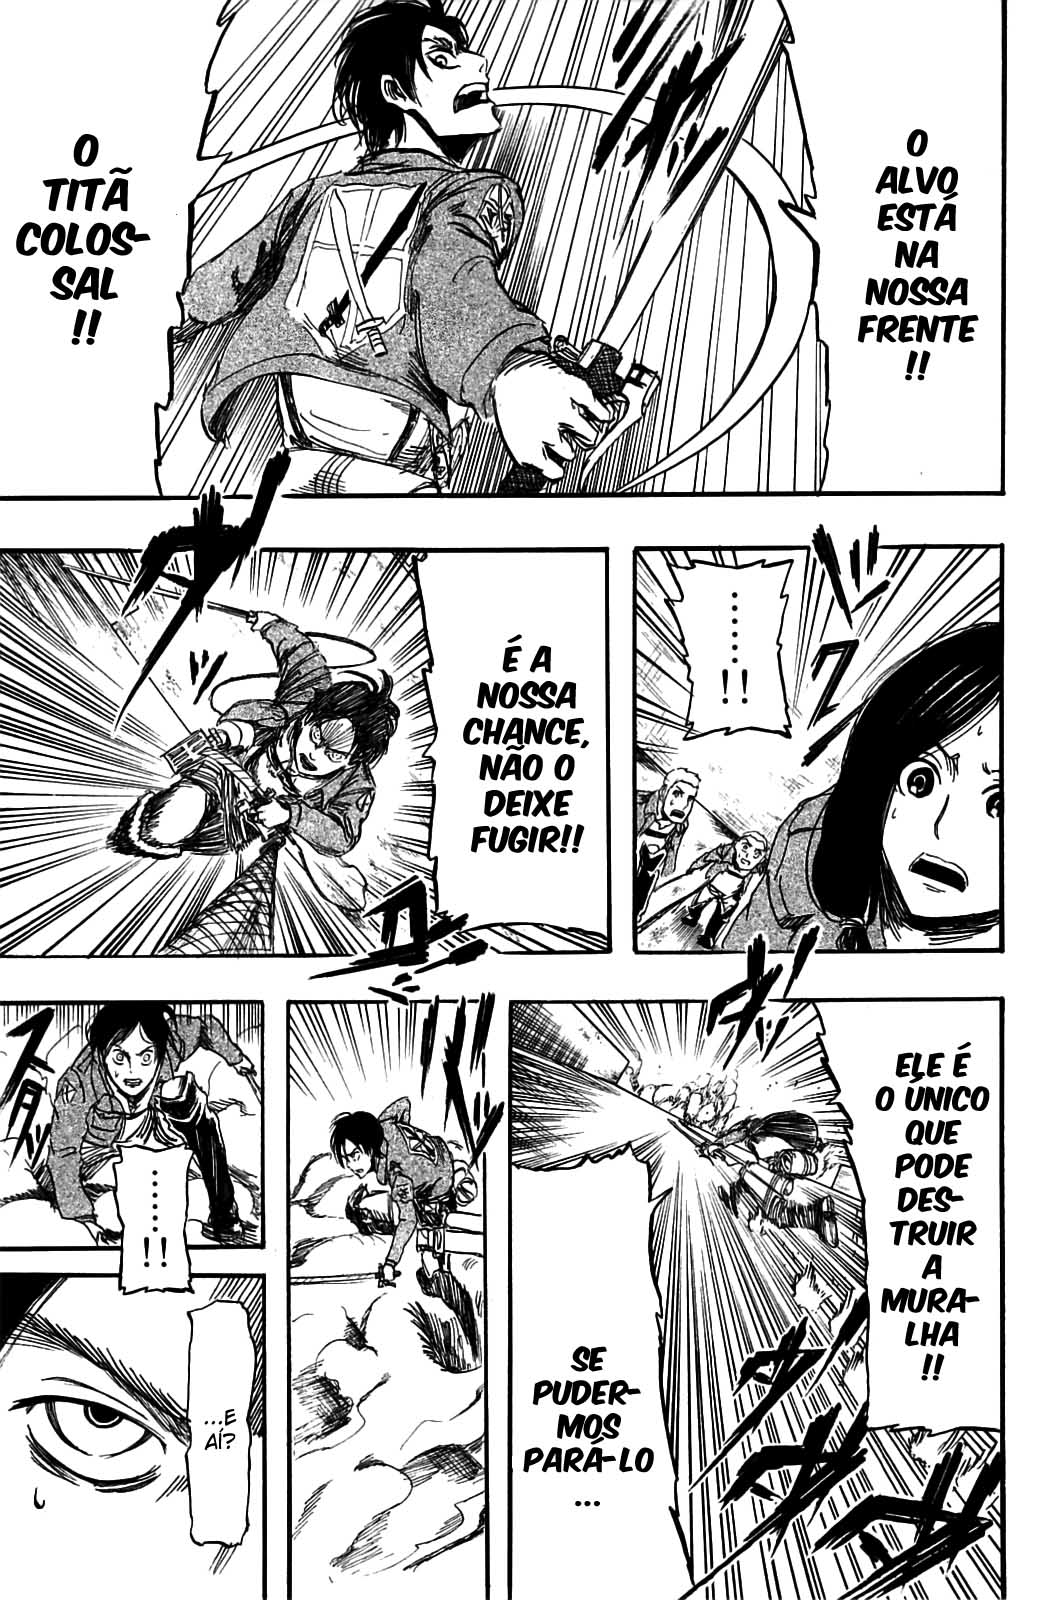 O
ALVO
ESTÁ
NA
NOSSA
FRENTE
!!
O
TITÃ
COLOS-
SAL
!!
......
!!
É A
NOSSA
CHANCE,
NÃO O
DEIXE
FUGIR!!
ELE É
O ÚNICO
QUE
PODE
DES-
TRUIR
A
MURA-
LHA
!!
SE
PUDER-
MOS
PARÁ-LO
...
......
!!
...E
AÍ?